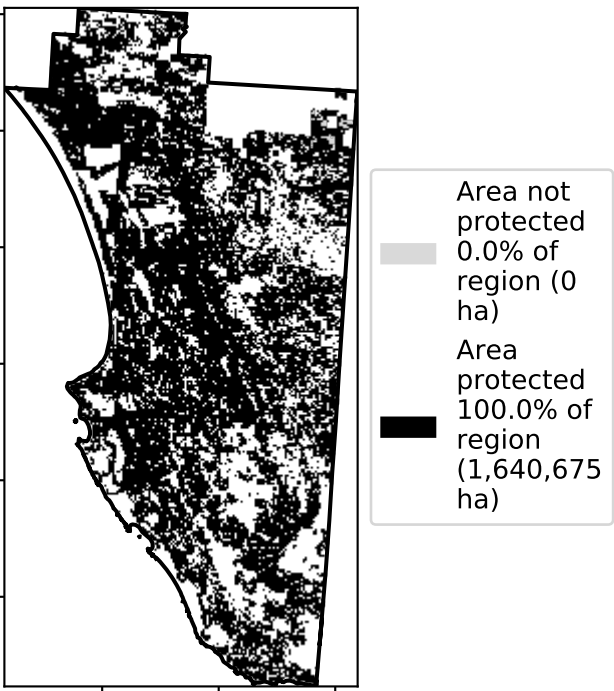 Area not
protected
0.0% of
region (0
ha)
Area
protected
100.0% of
region
(1,640,675
ha)